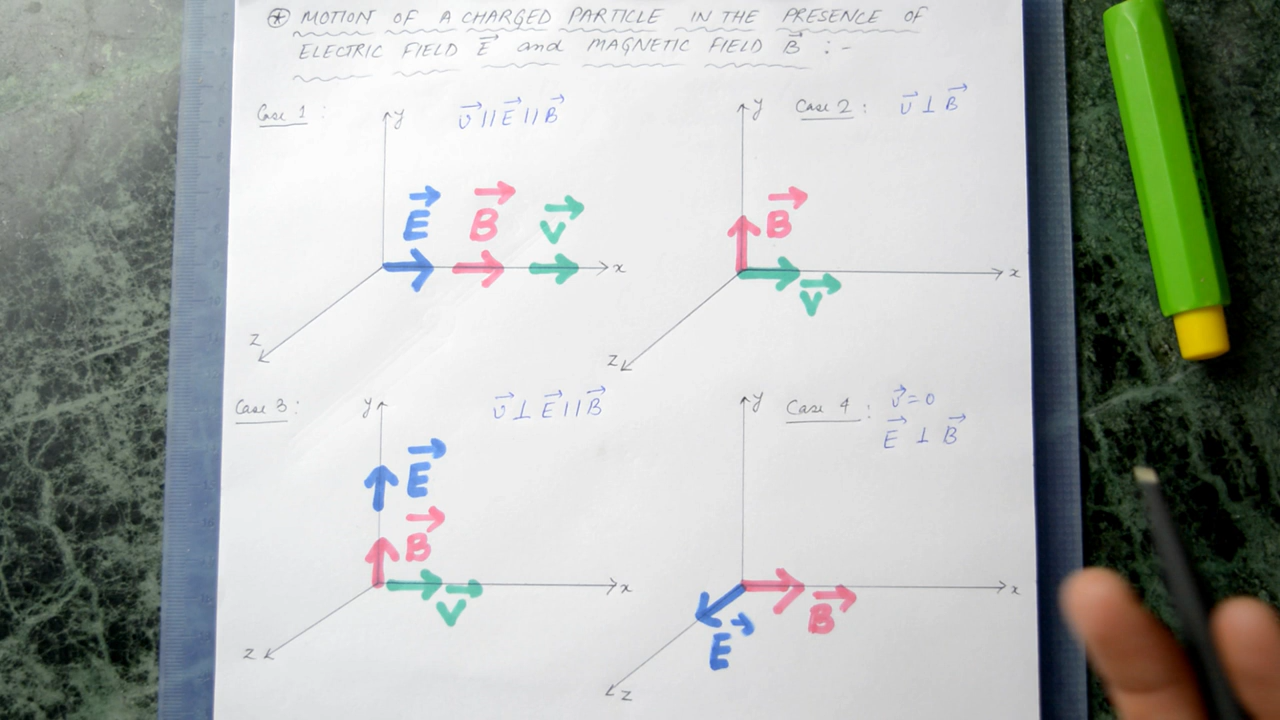 ⊛ MOTION OF A CHARGED PARTICLE IN THE PRESENCE OF
ELECTRIC FIELD E⃗ and MAGNETIC FIELD B⃗ :-
Case 1 :
y
v⃗ || E⃗ || B⃗
E⃗ B⃗ v⃗
x
z
y
Case 2 : v⃗ ⊥ B⃗
B⃗
v⃗
x
z
Case 3 :
y
v⃗ ⊥ E⃗ || B⃗
E⃗
B⃗
v⃗
x
z
y
Case 4 : v⃗ = 0
E⃗ ⊥ B⃗
B⃗
E⃗
x
z